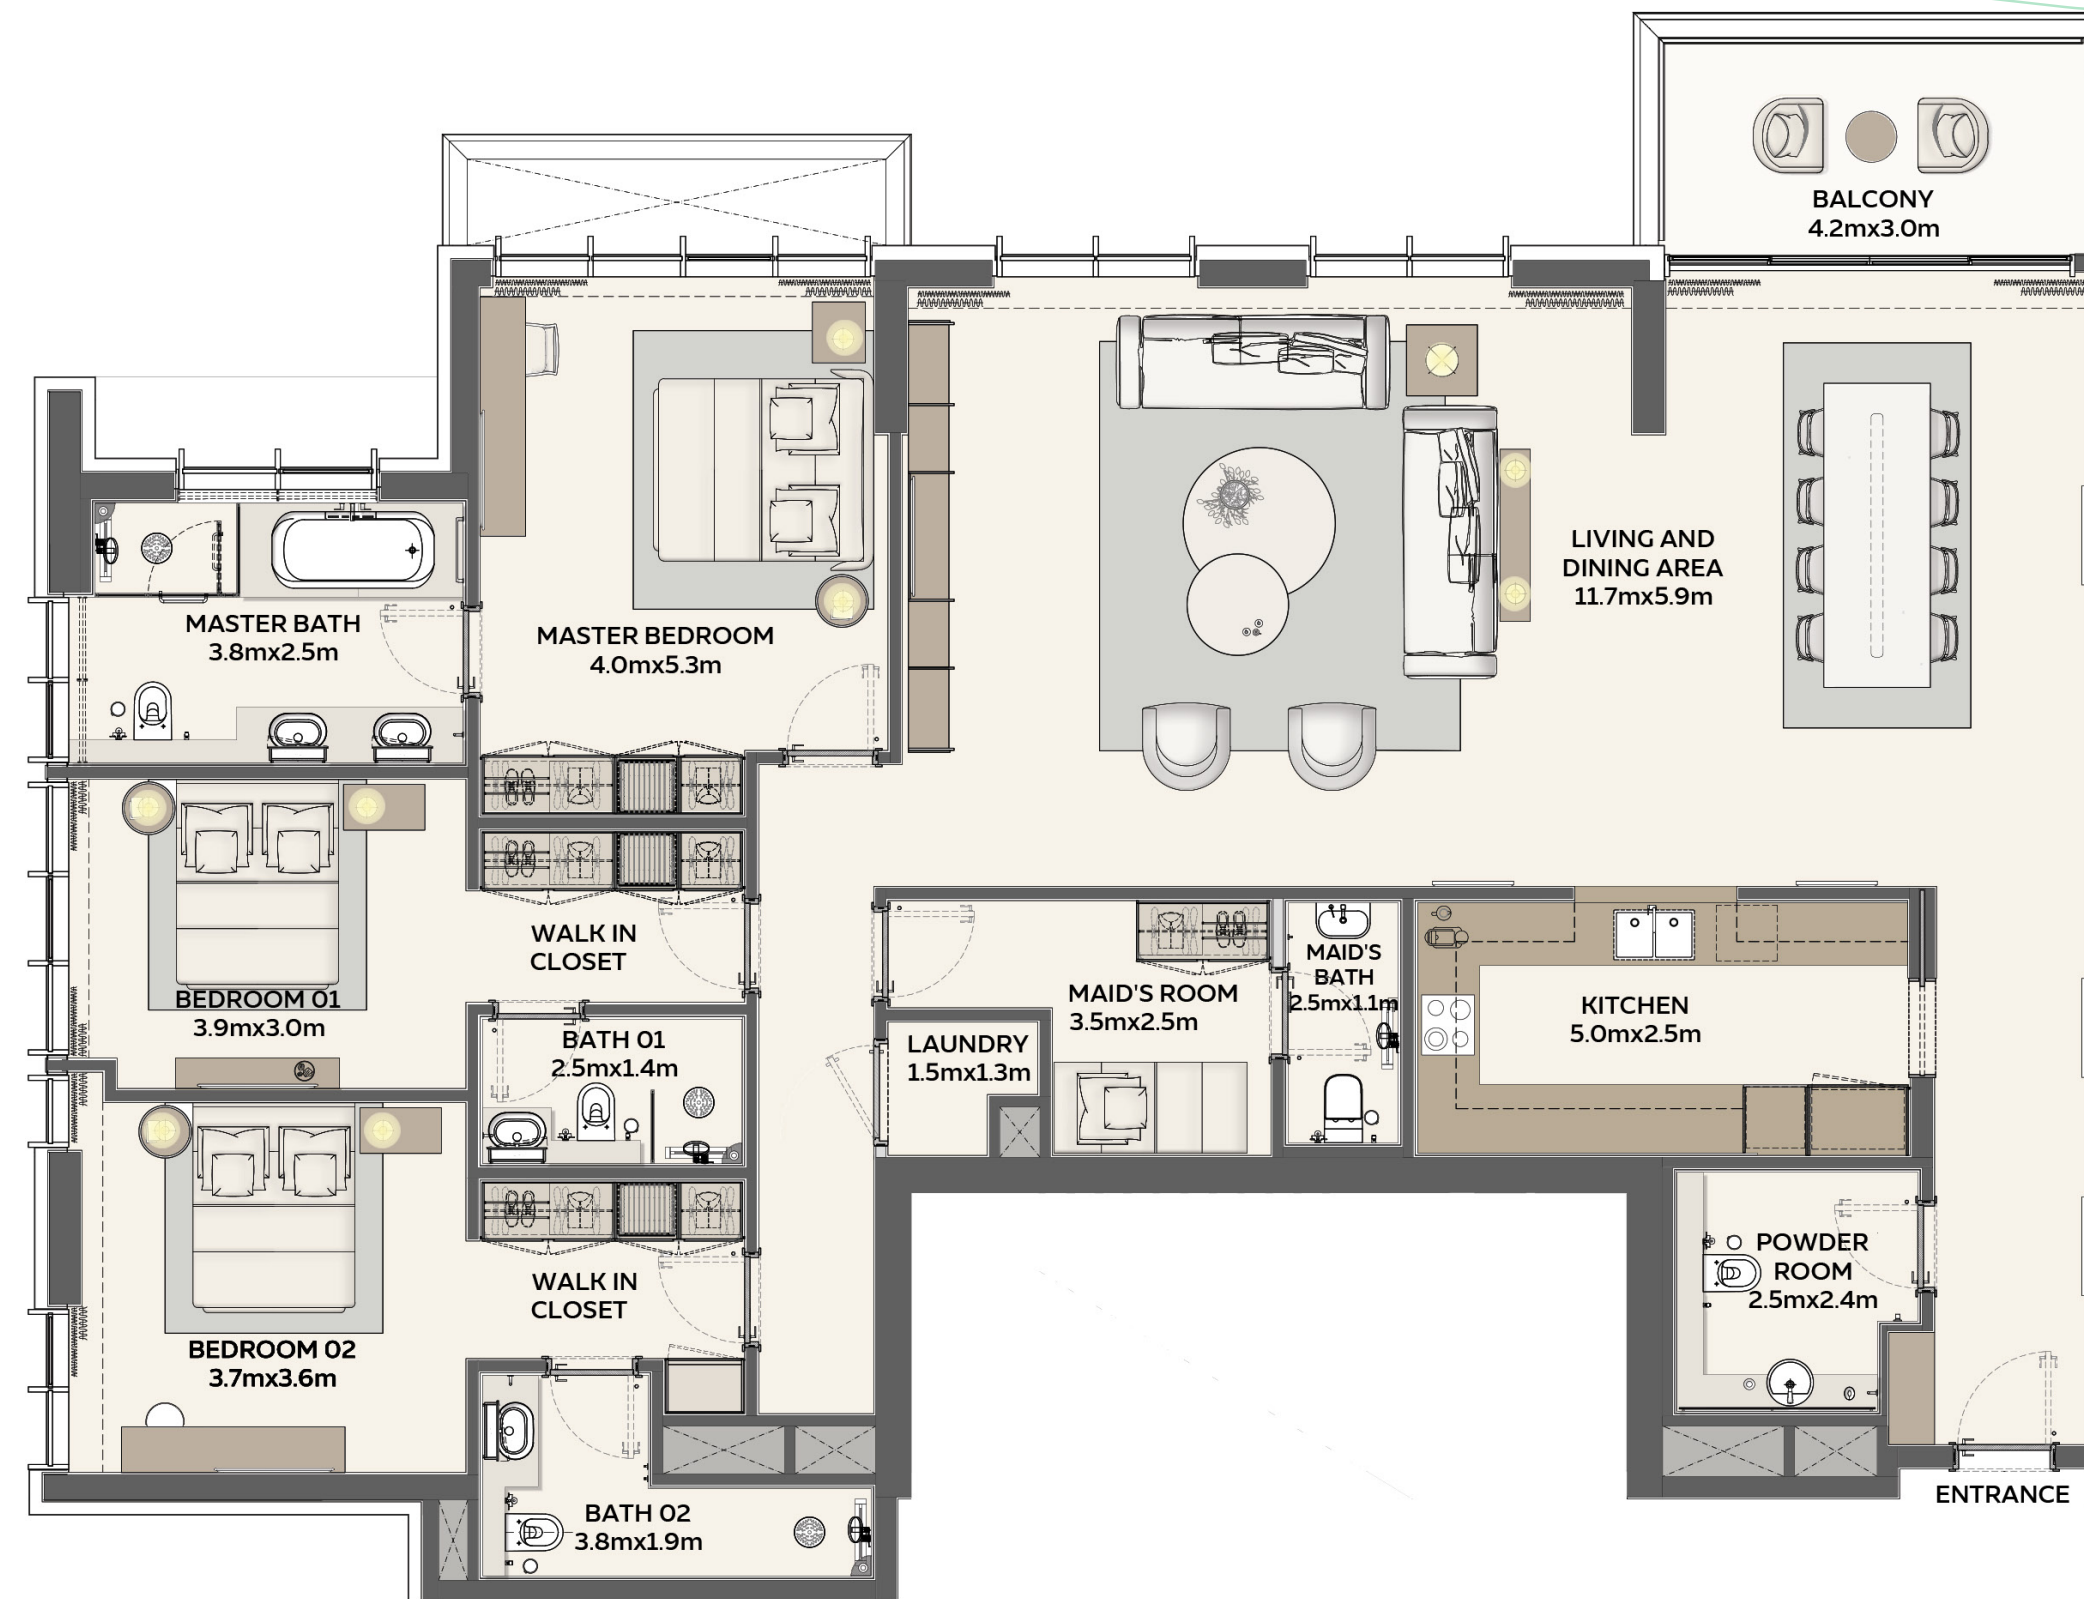 BALCONY
4.2mx3.0m
LIVING AND
DINING AREA
11.7mx5.9m
MASTER BATH
3.8mx2.5m
MASTER BEDROOM
4.0mx5.3m
WALK IN
CLOSET
BEDROOM 01
3.9mx3.0m
MAID'S
BATH
2.5mx1.1m
MAID'S ROOM
3.5mx2.5m
KITCHEN
5.0mx2.5m
BATH 01
2.5mx1.4m
LAUNDRY
1.5mx1.3m
WALK IN
CLOSET
POWDER
ROOM
2.5mx2.4m
BEDROOM 02
3.7mx3.6m
BATH 02
3.8mx1.9m
ENTRANCE